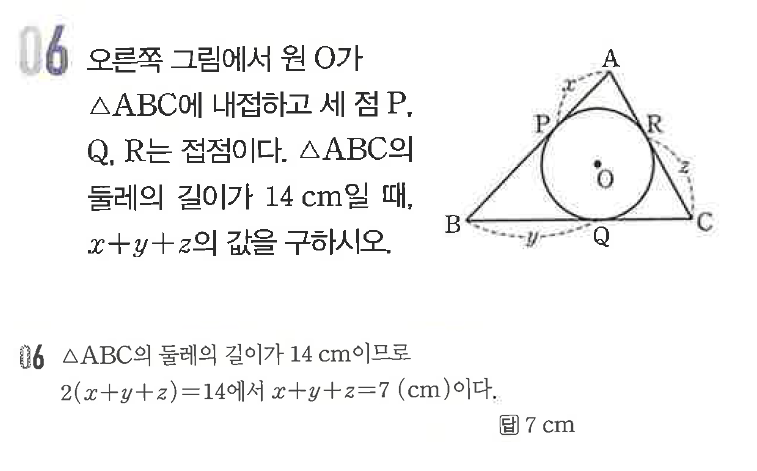 06 오른쪽 그림에서 원 O가
△ABC에 내접하고 세 점 P,
Q, R는 접점이다. △ABC의
둘레의 길이가 14 cm일 때,
x+y+z의 값을 구하시오.
A
x
P
R
z
O
B
C
y
Q
06 △ABC의 둘레의 길이가 14 cm이므로
2(x+y+z)=14에서 x+y+z=7 (cm)이다.
답 7 cm